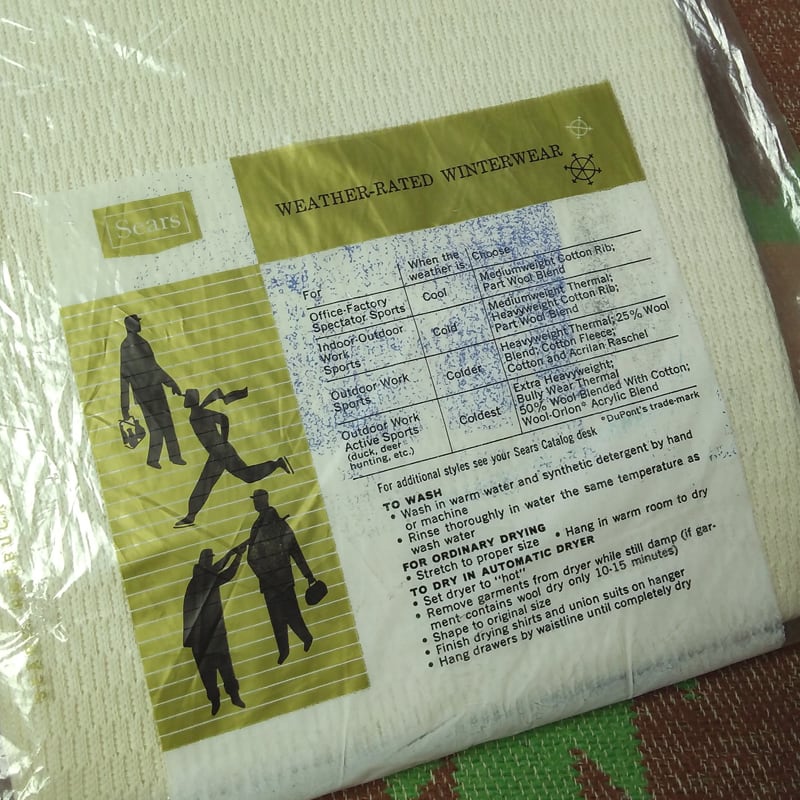 Sears
WEATHER-RATED WINTERWEAR
For
When the
weather is:
Choose
Office-Factory
Spectator Sports
Cool
Mediumweight Cotton Rib;
Part Wool Blend
Indoor-Outdoor
Work
Sports
Cold
Mediumweight Thermal;
Heavyweight Cotton Rib;
Part Wool Blend
Outdoor Work
Sports
Colder
Heavyweight Thermal; 25% Wool
Blend; Cotton Fleece;
Cotton and Acrilan Raschel
Outdoor Work
Active Sports
(duck, deer
hunting, etc.)
Coldest
Extra Heavyweight;
Bully Wear Thermal
50% Wool Blended With Cotton;
Wool-Orlon* Acrylic Blend
*DuPont's trade-mark
For additional styles see your Sears Catalog desk
TO WASH
• Wash in warm water and synthetic detergent by hand
or machine
• Rinse thoroughly in water the same temperature as
wash water
FOR ORDINARY DRYING
• Stretch to proper size • Hang in warm room to dry
TO DRY IN AUTOMATIC DRYER
• Set dryer to "hot"
• Remove garments from dryer while still damp (if gar-
ment contains wool dry only 10-15 minutes)
• Shape to original size
• Finish drying shirts and union suits on hanger
• Hang drawers by waistline until completely dry